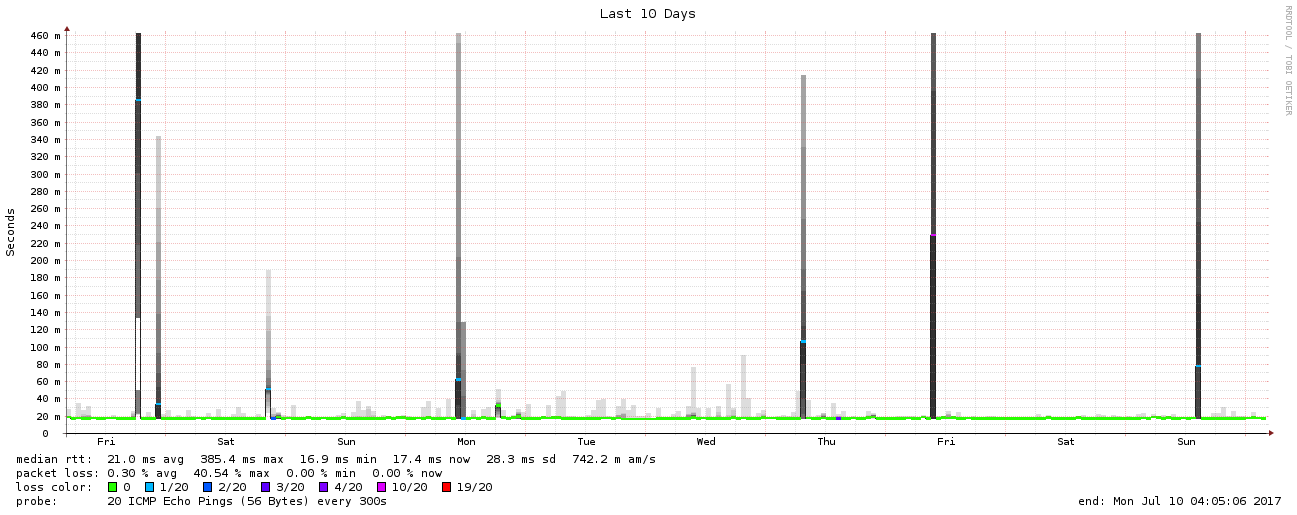 Last 10 Days
RRDTOOL / TOBI OETIKER
Seconds
460 m
440 m
420 m
400 m
380 m
360 m
340 m
320 m
300 m
280 m
260 m
240 m
220 m
200 m
180 m
160 m
140 m
120 m
100 m
80 m
60 m
40 m
20 m
0
Fri Sat Sun Mon Tue Wed Thu Fri Sat Sun
median rtt: 21.0 ms avg 385.4 ms max 16.9 ms min 17.4 ms now 28.3 ms sd 742.2 m am/s
packet loss: 0.30 % avg 40.54 % max 0.00 % min 0.00 % now
loss color: 0 1/20 2/20 3/20 4/20 10/20 19/20
probe: 20 ICMP Echo Pings (56 Bytes) every 300s end: Mon Jul 10 04:05:06 2017